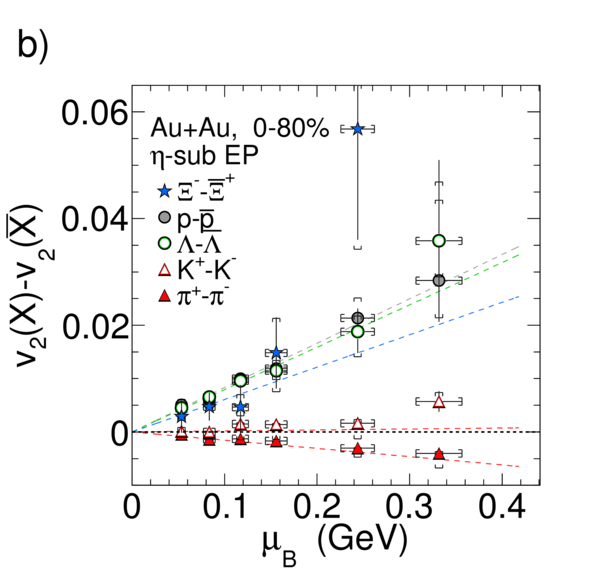 b)
Au+Au, 0-80%
η-sub EP
Ξ⁻-Ξ̅⁺
p-p̅
Λ-Λ̅
K⁺-K⁻
π⁺-π⁻
v₂(X)-v₂(X̅)
0.06
0.04
0.02
0
0 0.1 0.2 0.3 0.4
μ_B (GeV)